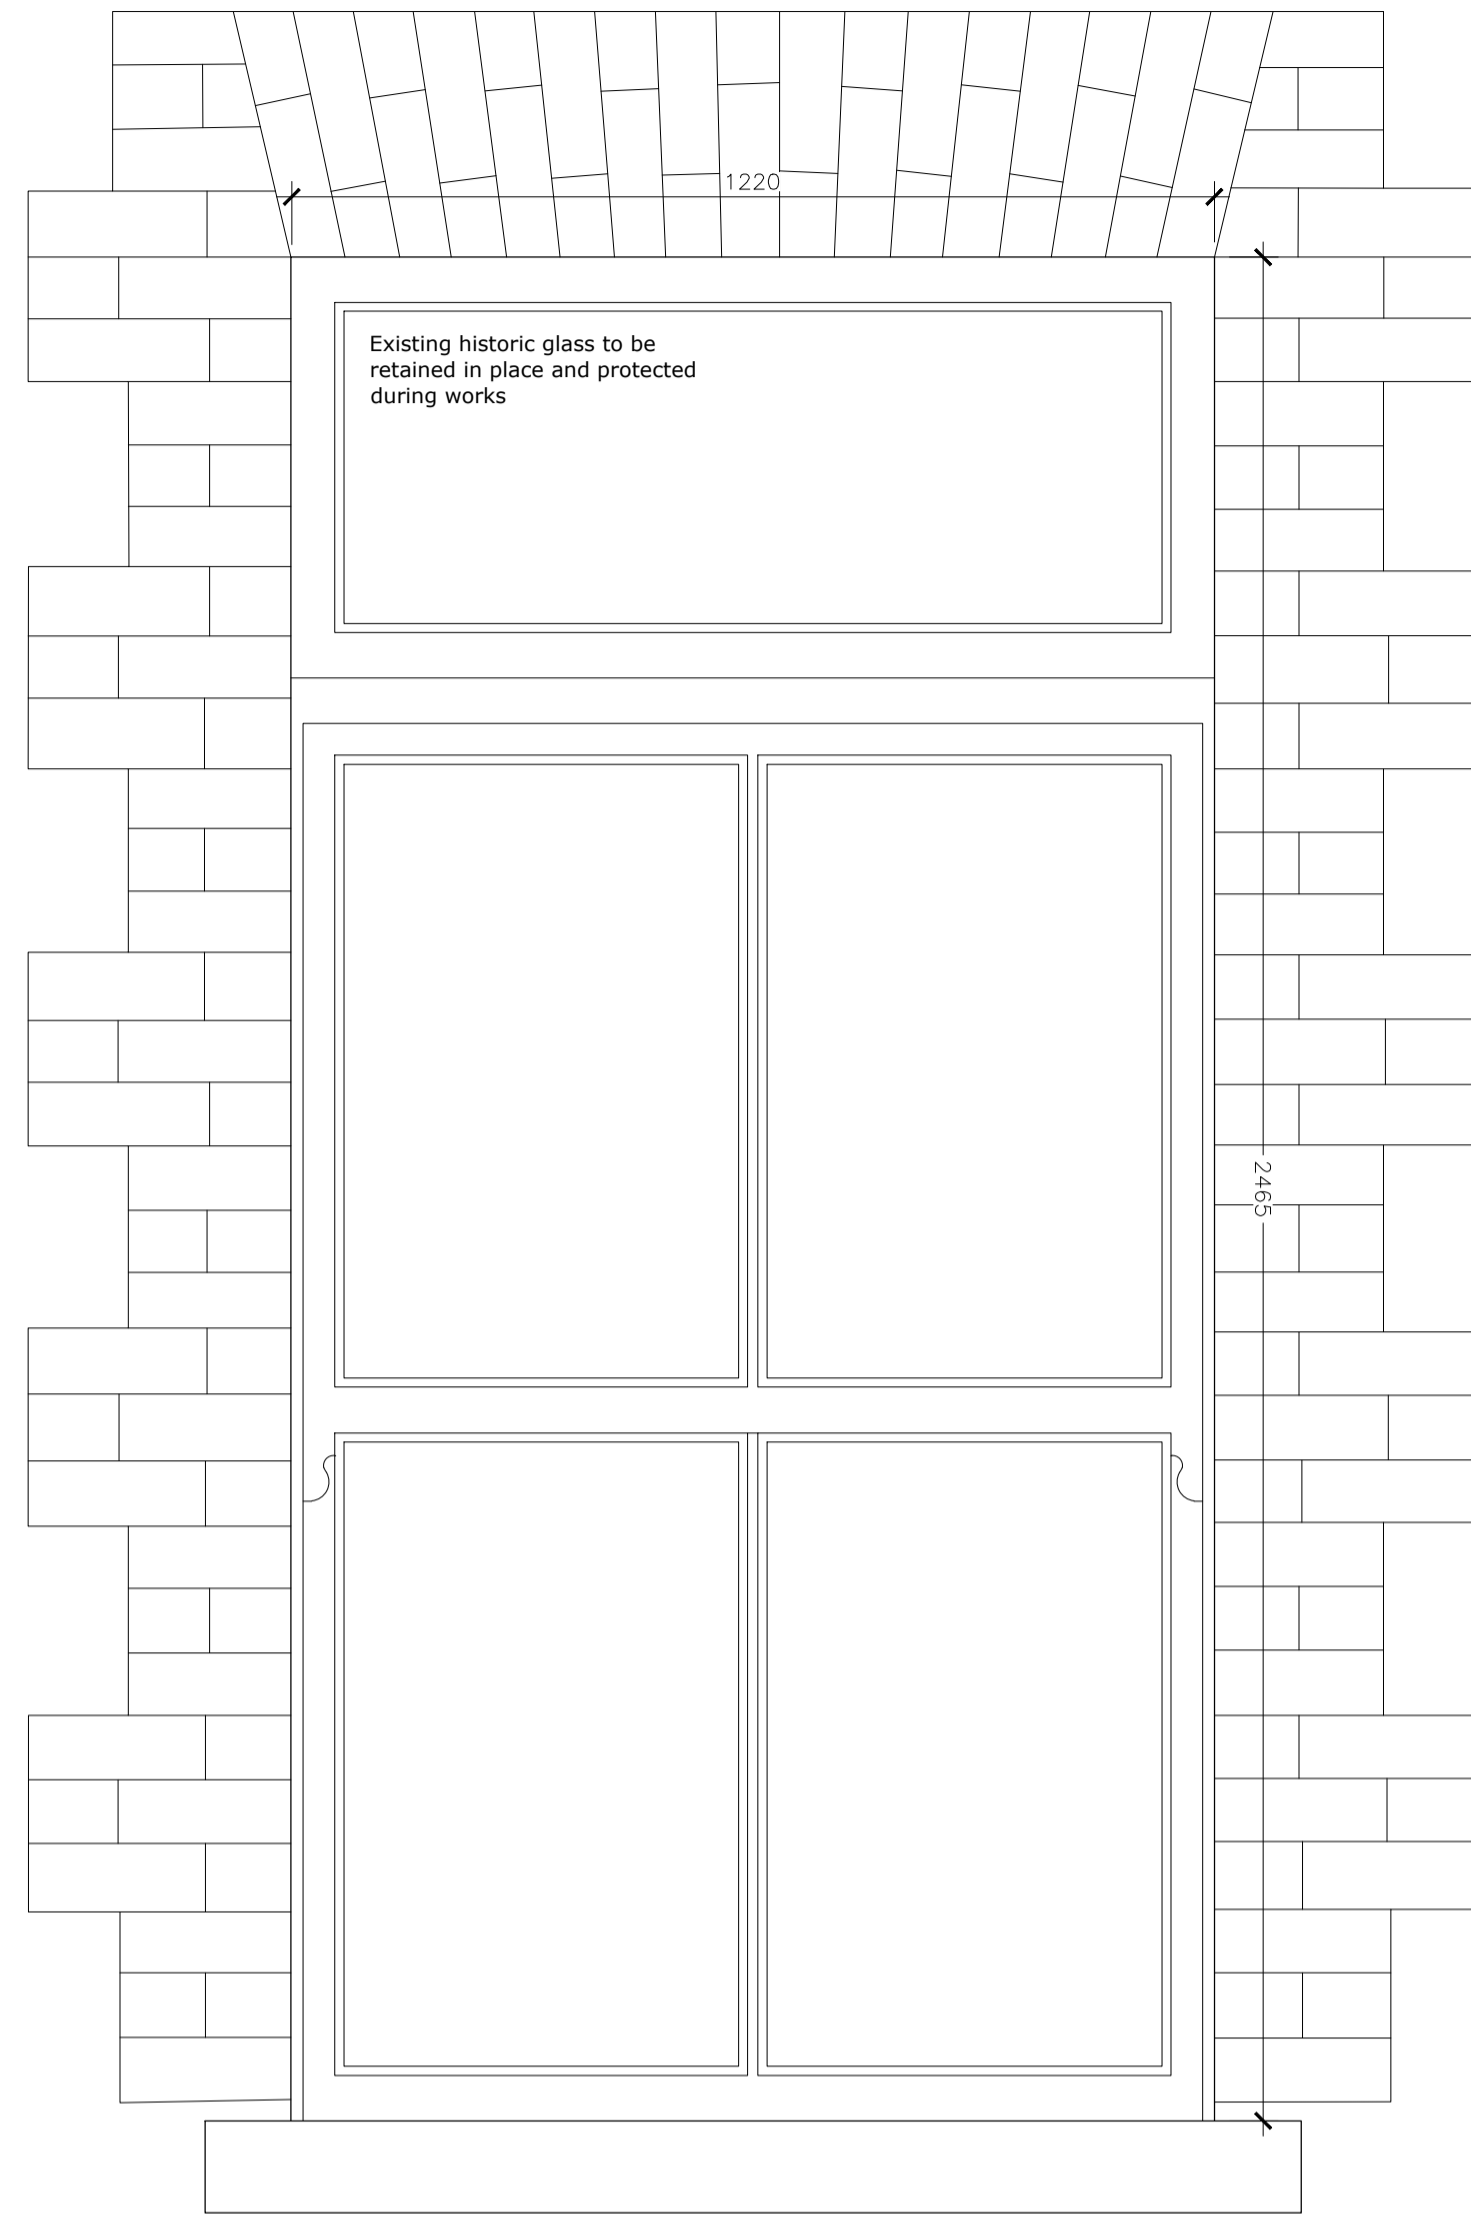 1220
Existing historic glass to be
retained in place and protected
during works
2465